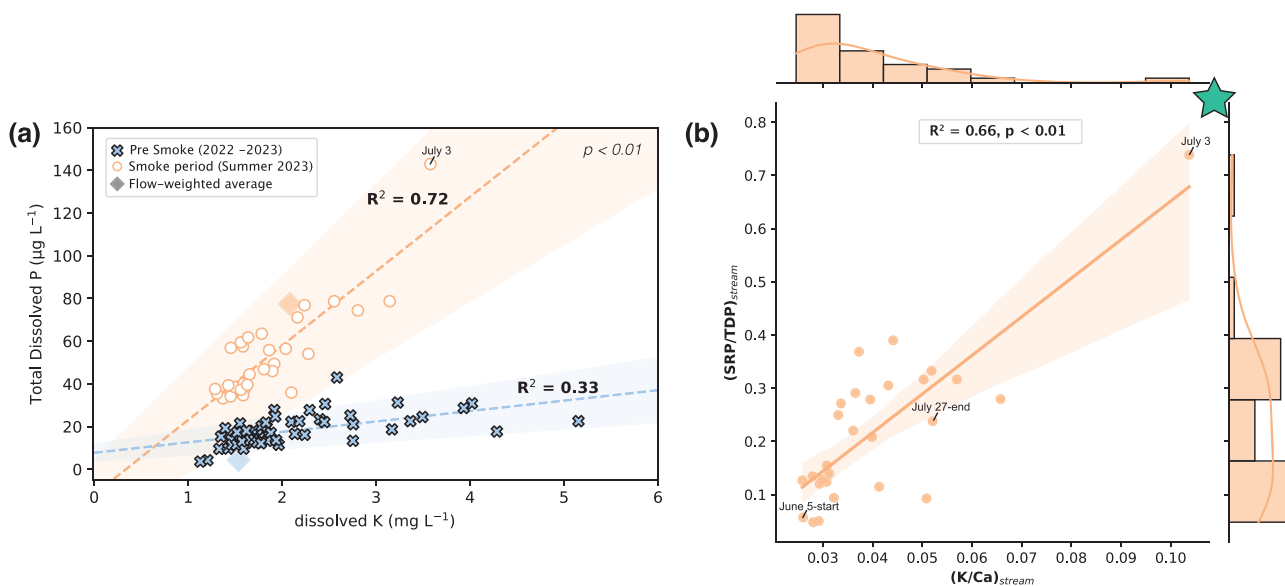 (a)
160
140
120
100
80
60
40
20
0
Total Dissolved P (µg L⁻¹)
Pre Smoke (2022 –2023)
Smoke period (Summer 2023)
Flow-weighted average
July 3
p < 0.01
R² = 0.72
R² = 0.33
0 1 2 3 4 5 6
dissolved K (mg L⁻¹)
(b)
R² = 0.66, p < 0.01
0.8
0.7
0.6
0.5
0.4
0.3
0.2
0.1
(SRP/TDP)stream
July 3
July 27-end
June 5-start
0.03 0.04 0.05 0.06 0.07 0.08 0.09 0.10
(K/Ca)stream